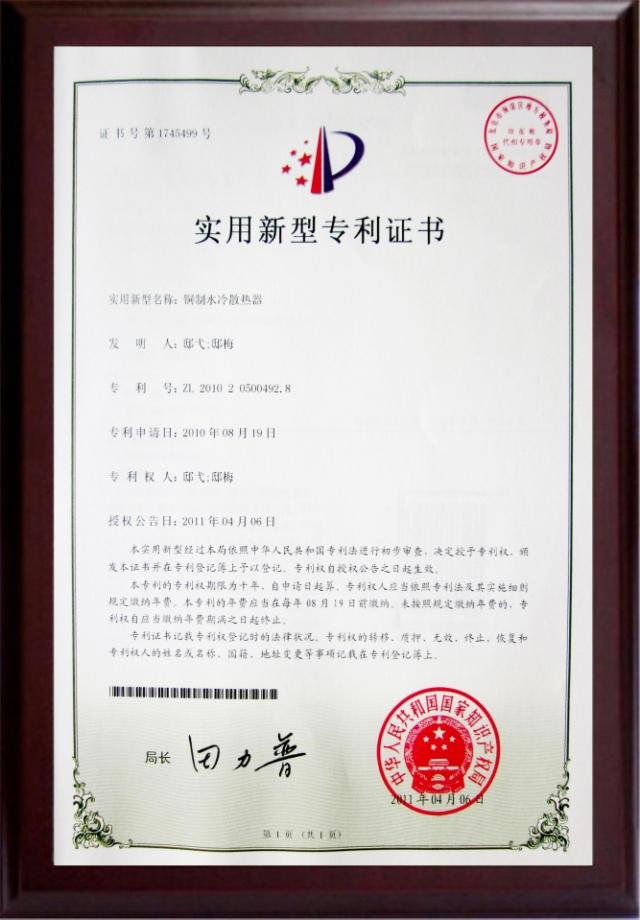 证书号第1745499号
实用新型专利证书
实用新型名称：铜制水冷散热器
发明人：邸弋;邸梅
专利号：ZL 2010 2 0500492.8
专利申请日：2010年08月19日
专利权人：邸弋;邸梅
授权公告日：2011年04月06日
本实用新型经过本局依照中华人民共和国专利法进行初步审查，决定授予专利权，颁
发本证书并在专利登记簿上予以登记。专利权自授权公告之日起生效。
本专利的专利权期限为十年，自申请日起算。专利权人应当依照专利法及其实施细则
规定缴纳年费。本专利的年费应当在每年08月19日前缴纳。未按照规定缴纳年费的，专
利权自应当缴纳年费期满之日起终止。
专利证书记载专利权登记时的法律状况。专利权的转移、质押、无效、终止、恢复和
专利权人的姓名或名称、国籍、地址变更等事项记载在专利登记簿上。
局长
田力普
中华人民共和国国家知识产权局
2011年04月06日
第1页（共1页）